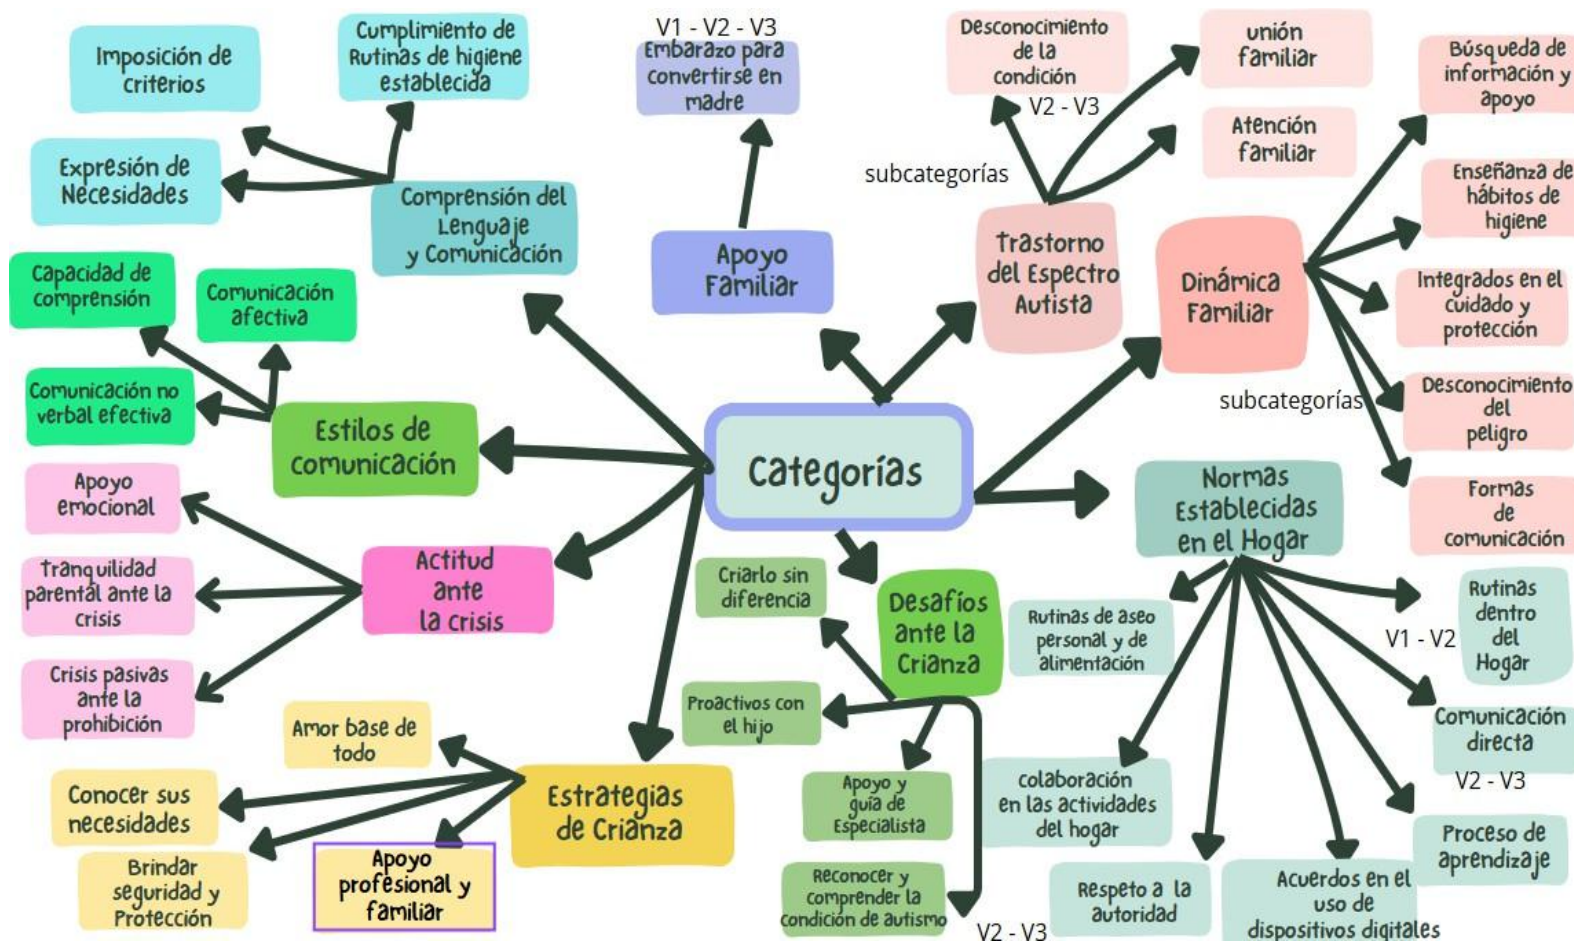 Imposición de
criterios
Cumplimiento de
Rutinas de higiene
establecida
Expresión de
Necesidades
Comprensión del
Lenguaje
y Comunicación
V1 - V2 - V3
Embarazo para
convertirse en
madre
Apoyo
Familiar
Desconocimiento
de la
condición
V2 - V3
unión
familiar
Atención
familiar
subcategorías
Trastorno
del Espectro
Autista
Dinámica
Familiar
Búsqueda de
información y
apoyo
Enseñanza de
hábitos de
higiene
Integrados en el
cuidado y
protección
Desconocimiento
del
peligro
subcategorías
Formas
de
comunicación
Capacidad de
comprensión
Comunicación
afectiva
Comunicación no
verbal efectiva
Estilos de
comunicación
Categorías
Apoyo
emocional
Tranquilidad
parental ante la
crisis
Crisis pasivas
ante la
prohibición
Actitud
ante
la crisis
Amor base de
todo
Conocer sus
necesidades
Brindar
seguridad y
Protección
Apoyo
profesional y
familiar
Estrategias
de Crianza
Desafíos
ante la
Crianza
Criarlo sin
diferencia
Proactivos con
el hijo
Apoyo y
guía de
Especialista
Reconocer y
comprender la
condición de autismo
V2 - V3
Normas
Establecidas
en el Hogar
Rutinas de aseo
personal y de
alimentación
colaboración
en las actividades
del hogar
Respeto a la
autoridad
Acuerdos en el
uso de
dispositivos digitales
Proceso de
aprendizaje
Comunicación
directa
V2 - V3
Rutinas
dentro
del
Hogar
V1 - V2